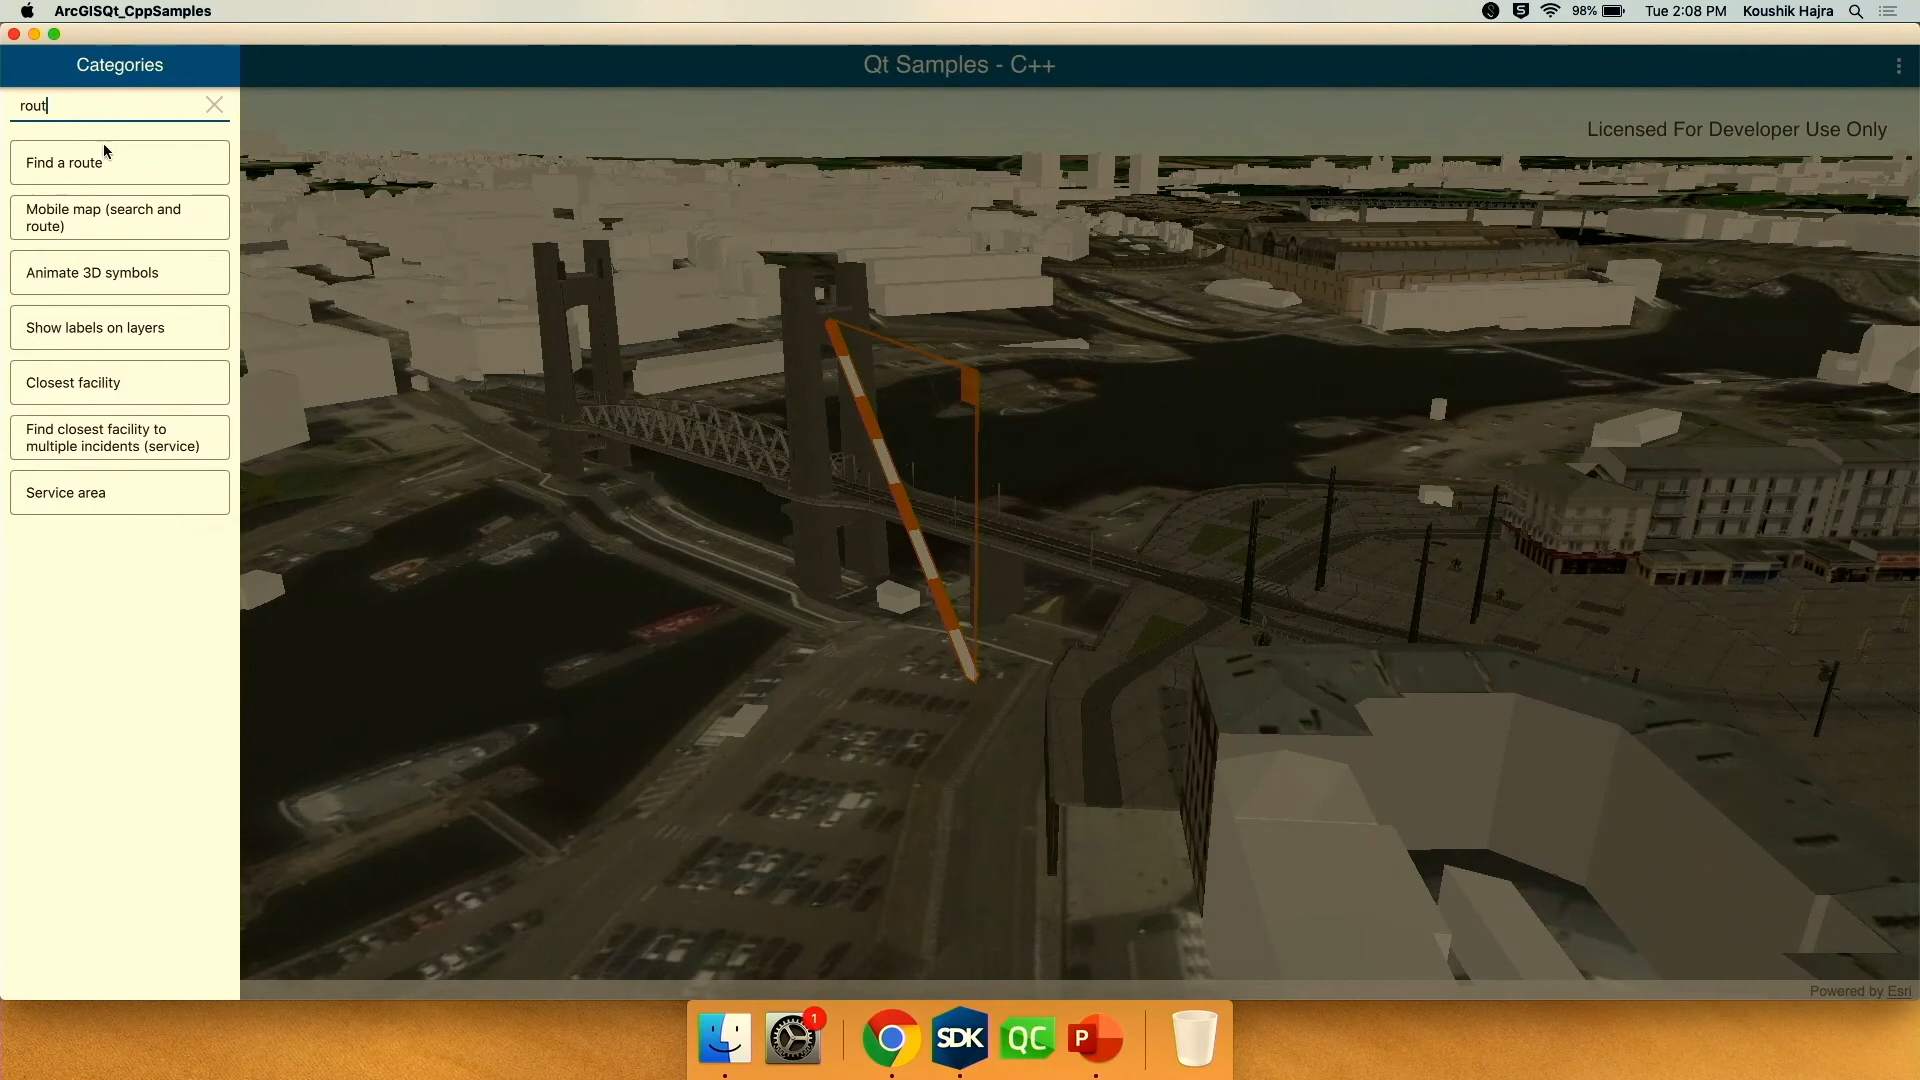 ArcGISQt_CppSamples
98%
Tue 2:08 PM
Koushik Hajra
Categories
Qt Samples - C++
rout
Licensed For Developer Use Only
Find a route
Mobile map (search and
route)
Animate 3D symbols
Show labels on layers
Closest facility
Find closest facility to
multiple incidents (service)
Service area
Powered by Esri
1
SDK
QC
P